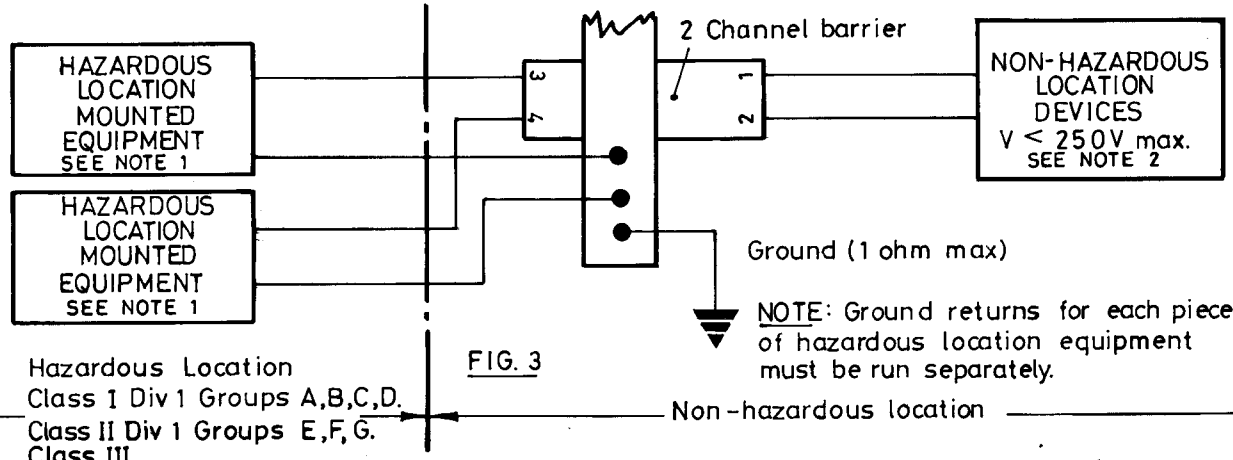 HAZARDOUS
LOCATION
MOUNTED
EQUIPMENT
SEE NOTE 1
HAZARDOUS
LOCATION
MOUNTED
EQUIPMENT
SEE NOTE 1
3
4
2 Channel barrier
1
2
NON-HAZARDOUS
LOCATION
DEVICES
V < 250V max.
SEE NOTE 2
Ground (1 ohm max)
NOTE: Ground returns for each piece
of hazardous location equipment
must be run separately.
FIG. 3
Hazardous Location
Class I Div 1 Groups A,B,C,D.
Class II Div 1 Groups E,F,G.
Class III
Non-hazardous location